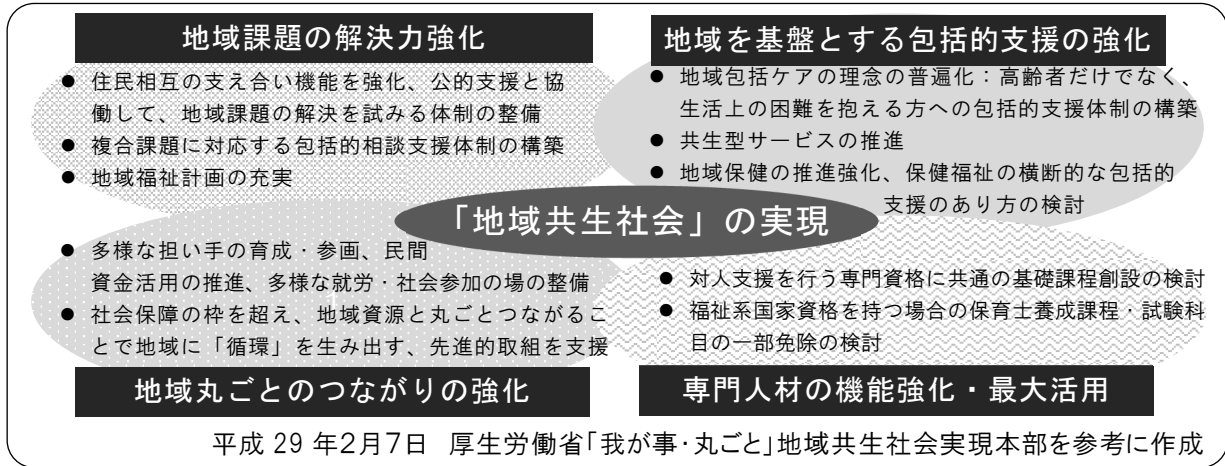 地域課題の解決力強化
● 住民相互の支え合い機能を強化、公的支援と協
働して、地域課題の解決を試みる体制の整備
● 複合課題に対応する包括的相談支援体制の構築
● 地域福祉計画の充実
地域を基盤とする包括的支援の強化
● 地域包括ケアの理念の普遍化：高齢者だけでなく、
生活上の困難を抱える方への包括的支援体制の構築
● 共生型サービスの推進
● 地域保健の推進強化、保健福祉の横断的な包括的
支援のあり方の検討
「地域共生社会」の実現
● 多様な担い手の育成・参画、民間
資金活用の推進、多様な就労・社会参加の場の整備
● 社会保障の枠を超え、地域資源と丸ごとつながるこ
とで地域に「循環」を生み出す、先進的取組を支援
地域丸ごとのつながりの強化
● 対人支援を行う専門資格に共通の基礎課程創設の検討
● 福祉系国家資格を持つ場合の保育士養成課程・試験科
目の一部免除の検討
専門人材の機能強化・最大活用
平成 29 年2月7日 厚生労働省「我が事・丸ごと」地域共生社会実現本部を参考に作成